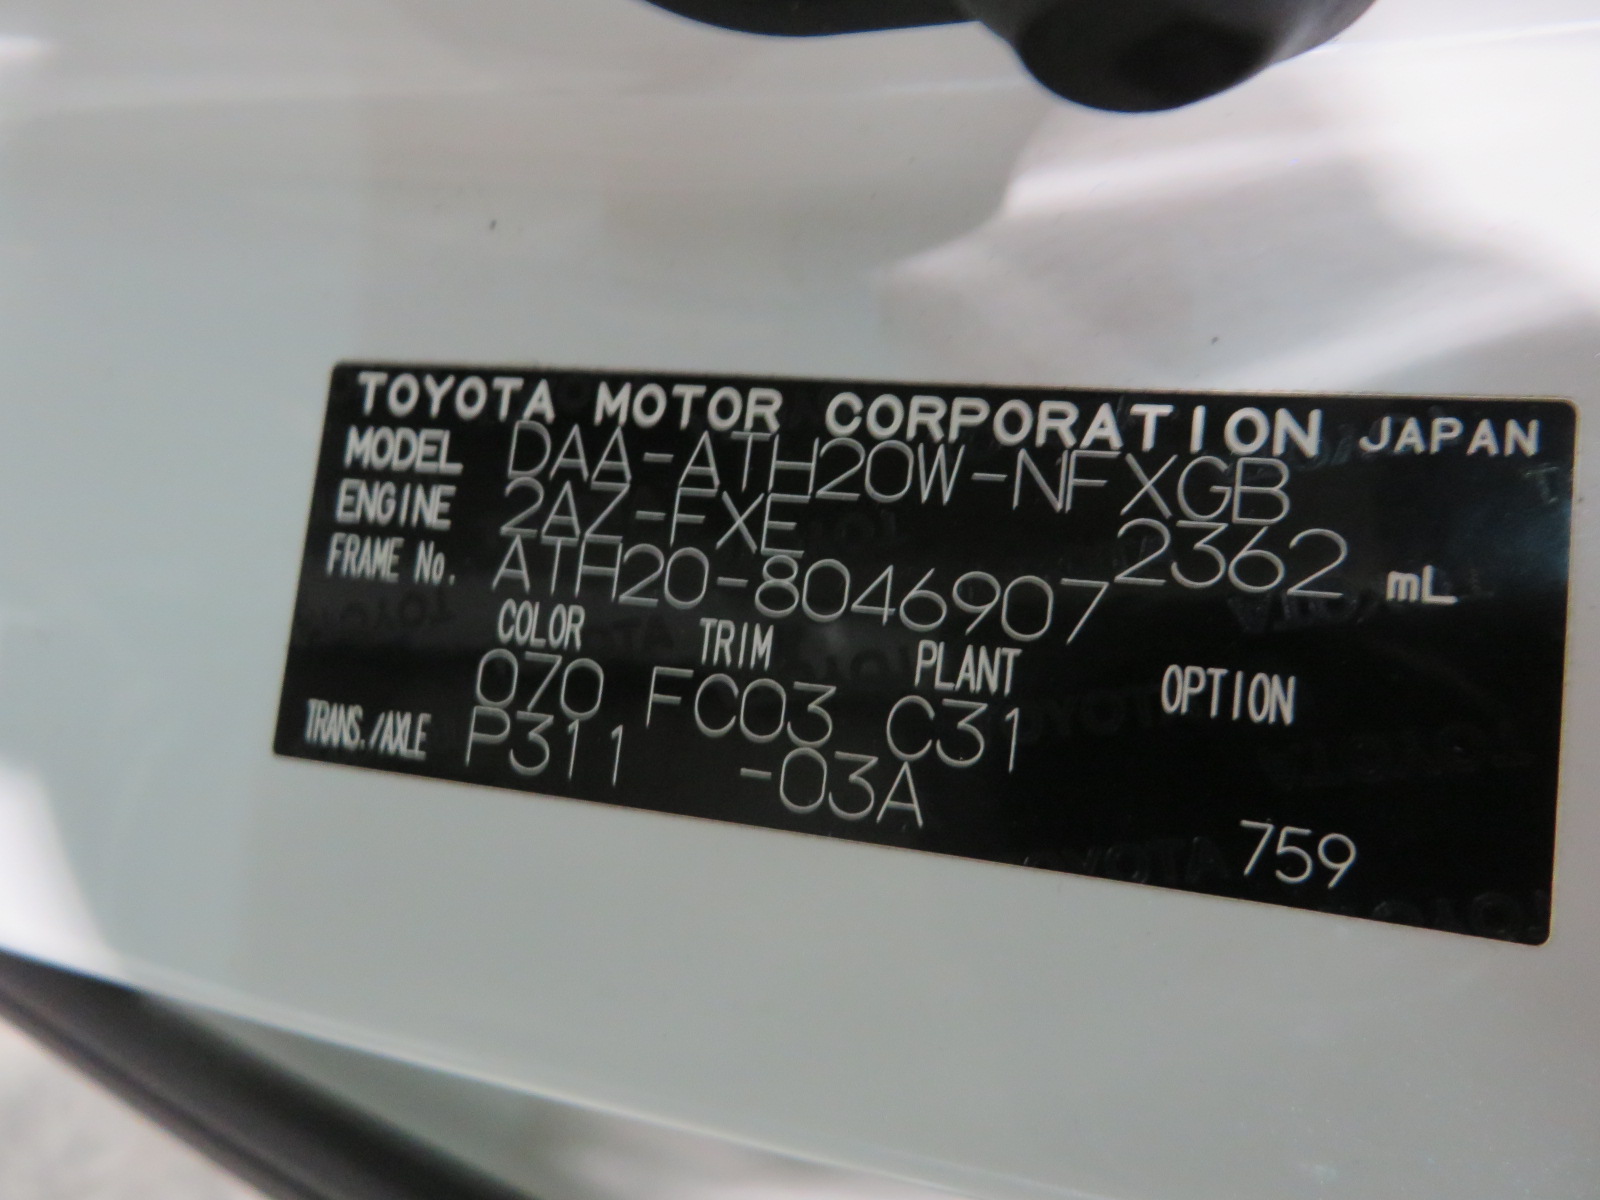 TOYOTA MOTOR CORPORATION JAPAN
MODEL DAA-ATH20W-NFXGB
ENGINE 2AZ-FXE 2362 mL
FRAME No. ATH20-8046907
COLOR TRIM PLANT OPTION
070 FC03 C31
TRANS./AXLE P311 -03A
759